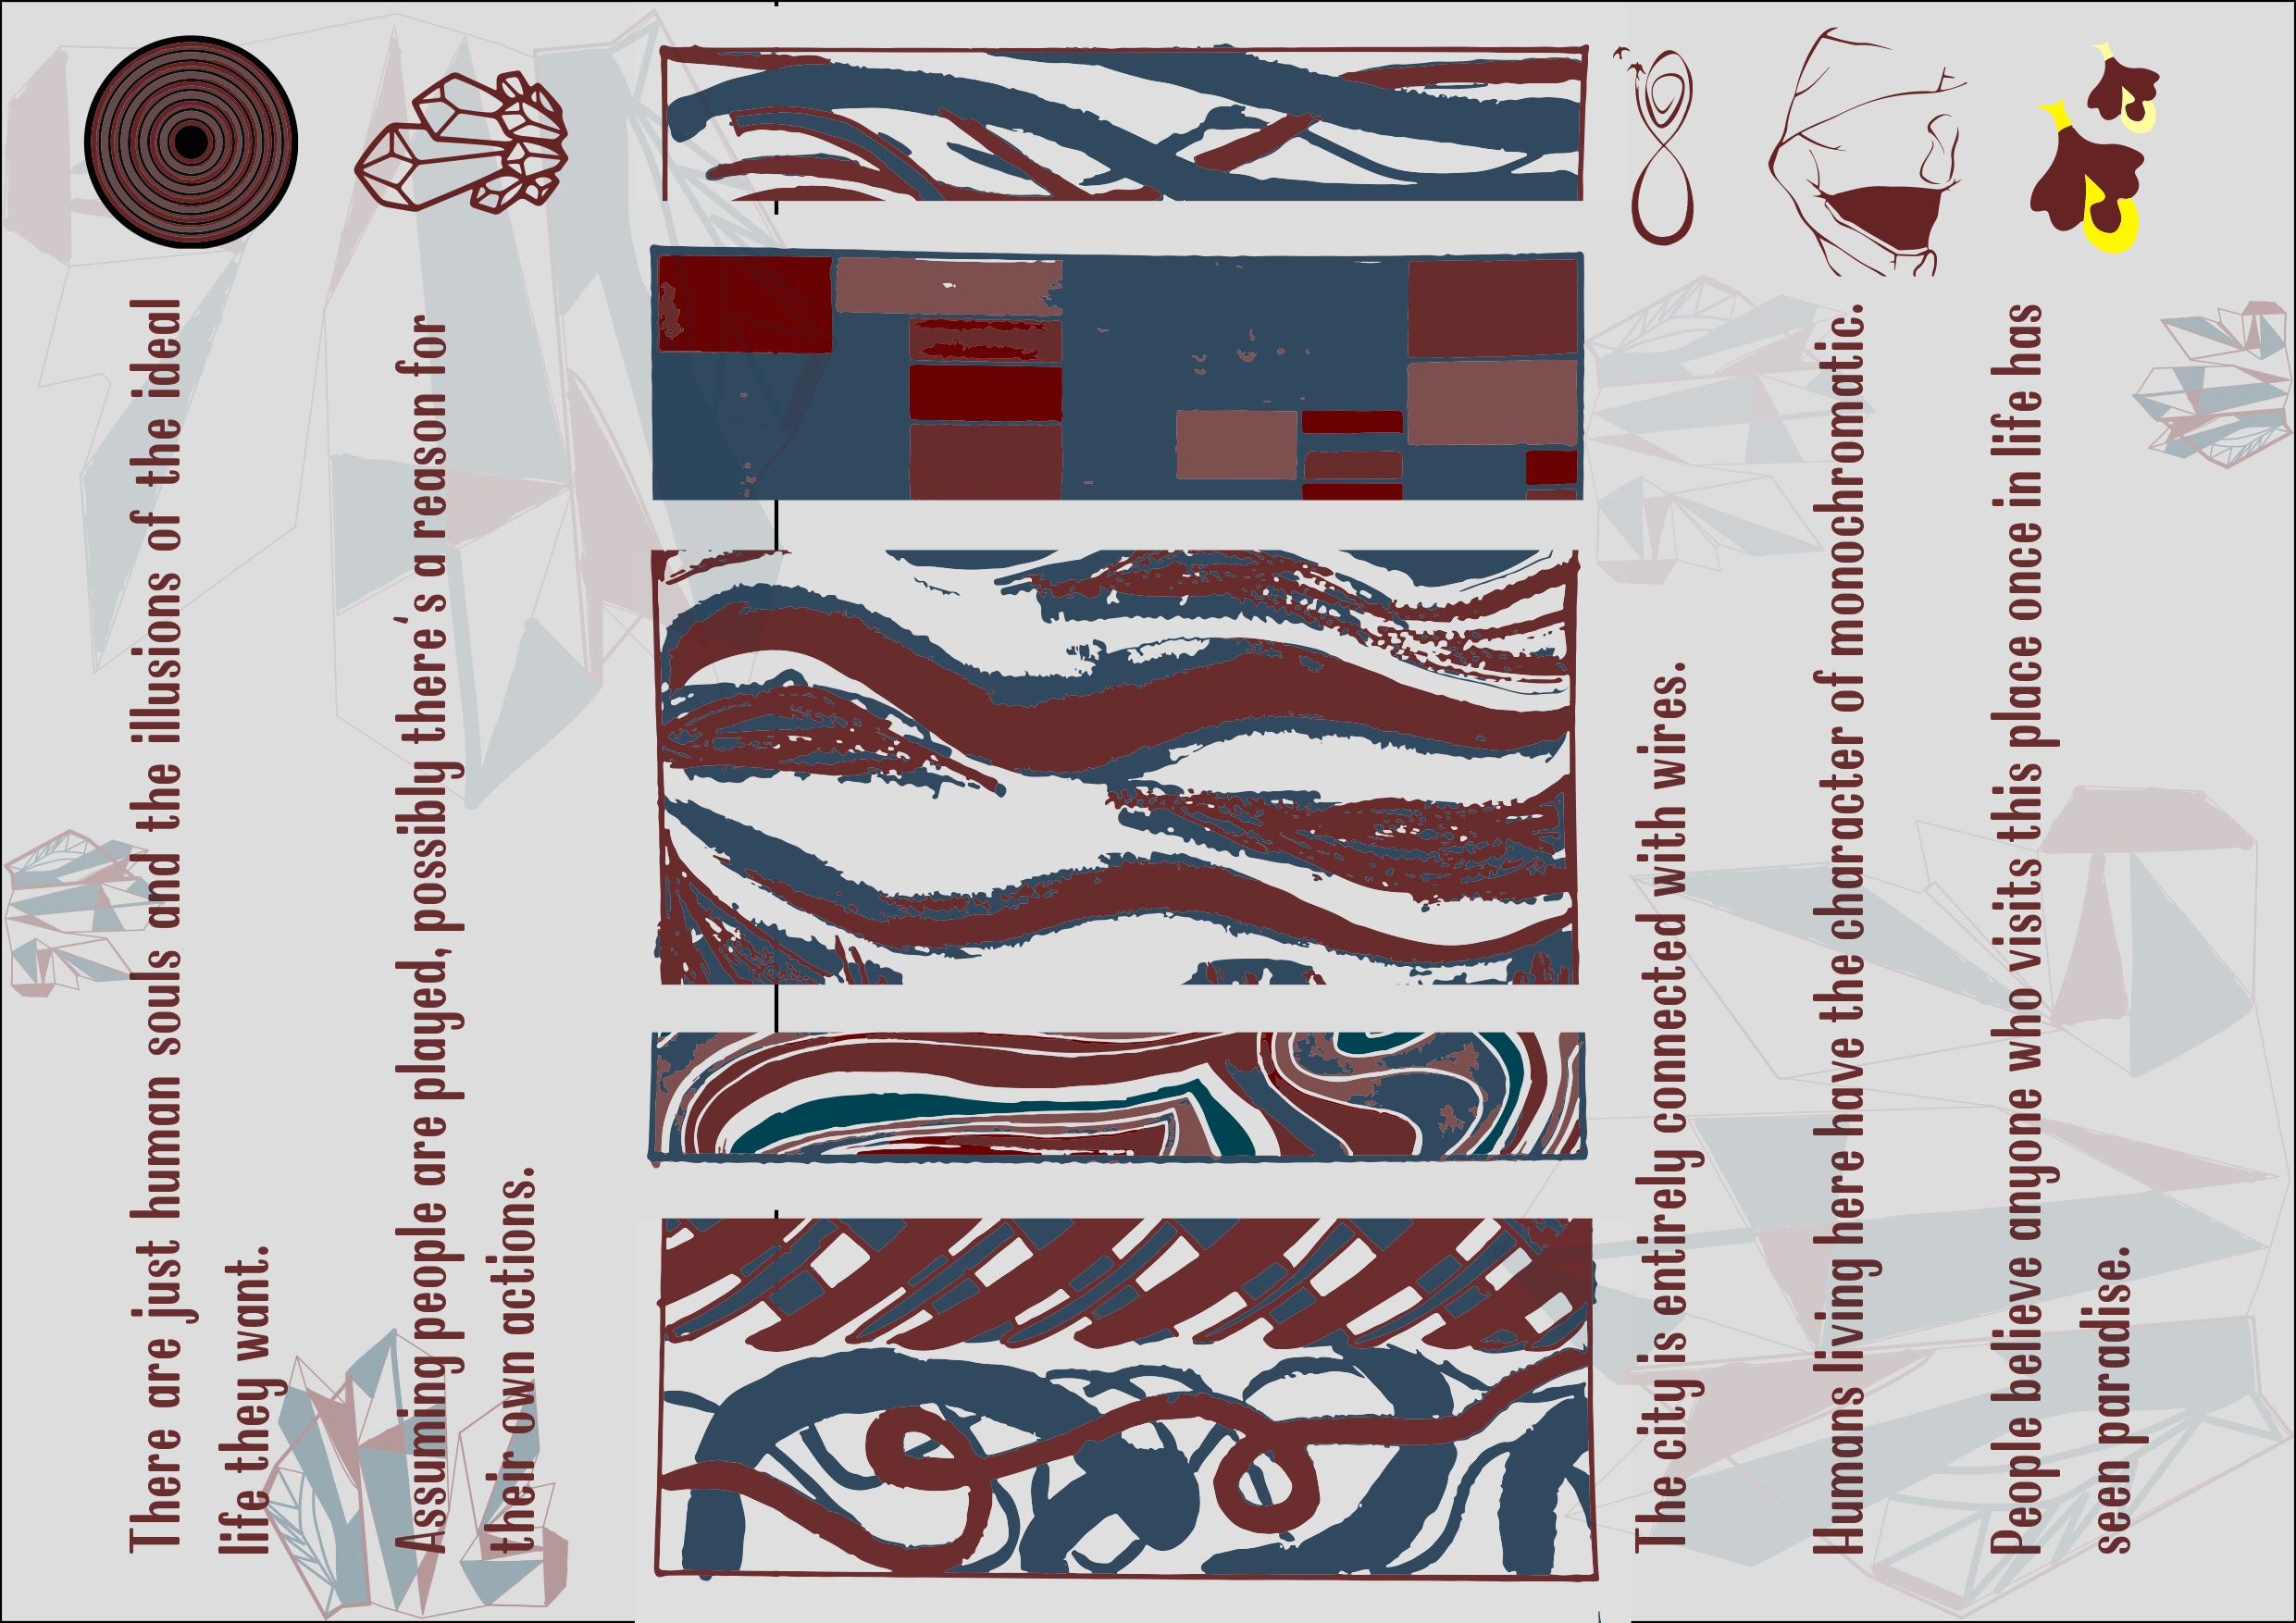 There are just human souls and the illusions of the ideal
life they want.
Assuming people are played, possibly there‘s a reason for
their own actions.
The city is entirely connected with wires.
Humans living here have the character of monochromatic.
People believe anyone who visits this place once in life has
seen paradise.